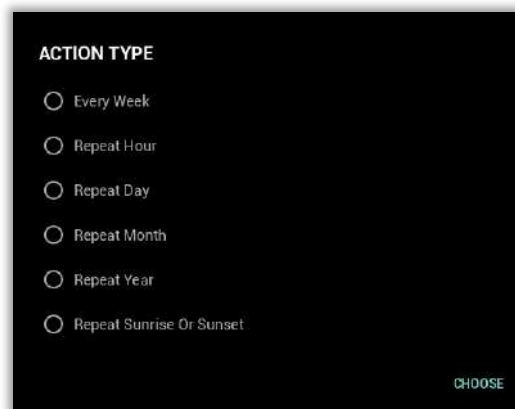 ACTION TYPE
Every Week
Repeat Hour
Repeat Day
Repeat Month
Repeat Year
Repeat Sunrise Or Sunset
CHOOSE